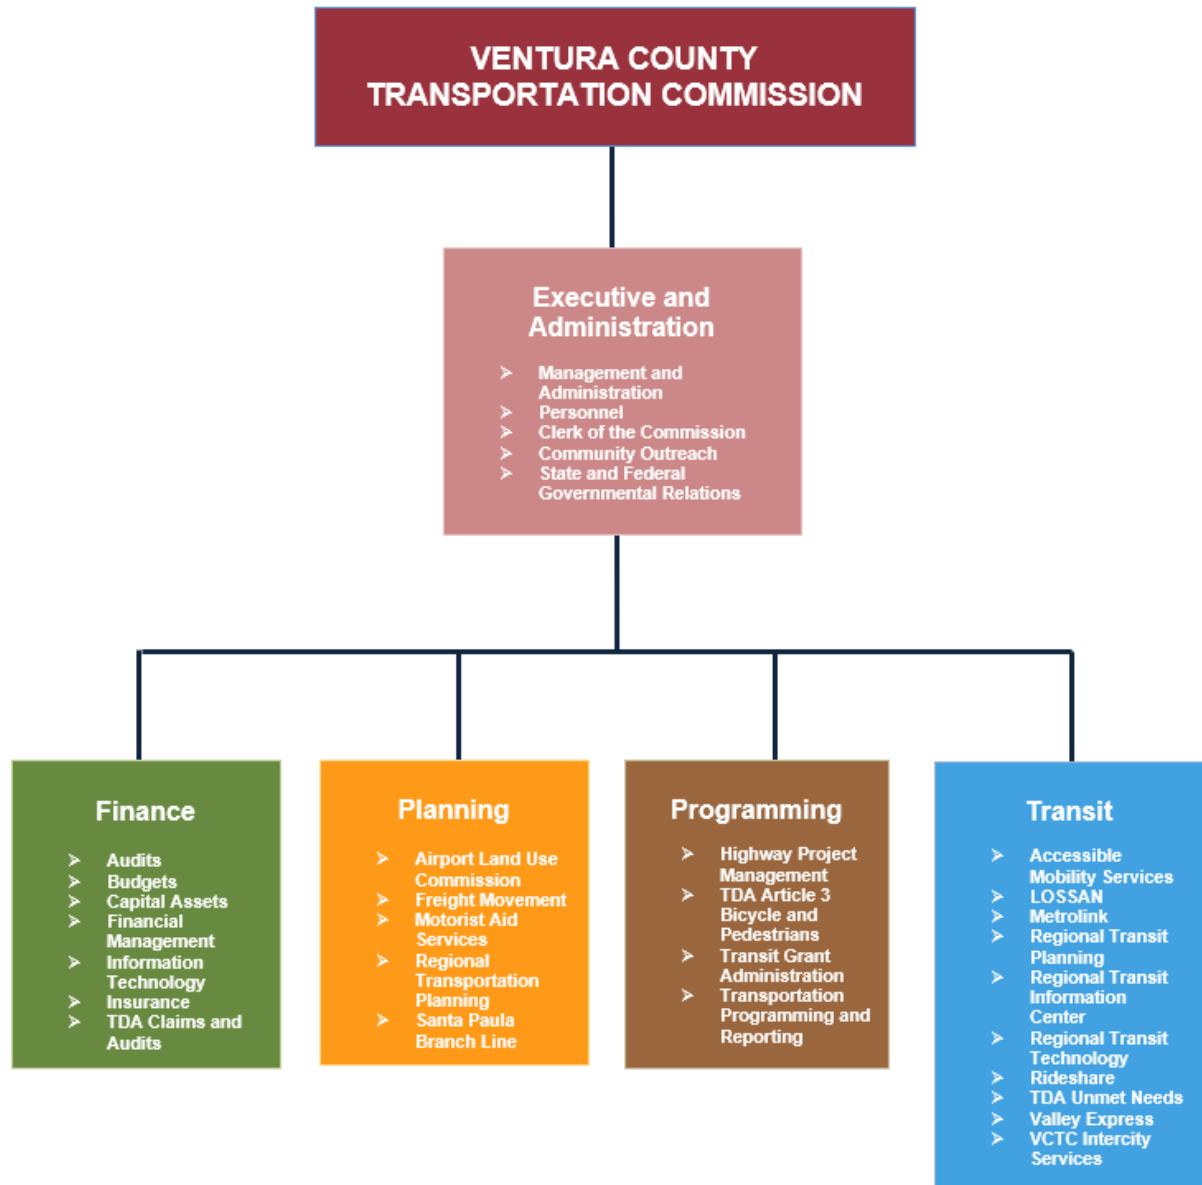 VENTURA COUNTY
TRANSPORTATION COMMISSION
Executive and
Administration
➢ Management and
Administration
➢ Personnel
➢ Clerk of the Commission
➢ Community Outreach
➢ State and Federal
Governmental Relations
Finance
➢ Audits
➢ Budgets
➢ Capital Assets
➢ Financial
Management
➢ Information
Technology
➢ Insurance
➢ TDA Claims and
Audits
Planning
➢ Airport Land Use
Commission
➢ Freight Movement
➢ Motorist Aid
Services
➢ Regional
Transportation
Planning
➢ Santa Paula
Branch Line
Programming
➢ Highway Project
Management
➢ TDA Article 3
Bicycle and
Pedestrians
➢ Transit Grant
Administration
➢ Transportation
Programming and
Reporting
Transit
➢ Accessible
Mobility Services
➢ LOSSAN
➢ Metrolink
➢ Regional Transit
Planning
➢ Regional Transit
Information
Center
➢ Regional Transit
Technology
➢ Rideshare
➢ TDA Unmet Needs
➢ Valley Express
➢ VCTC Intercity
Services